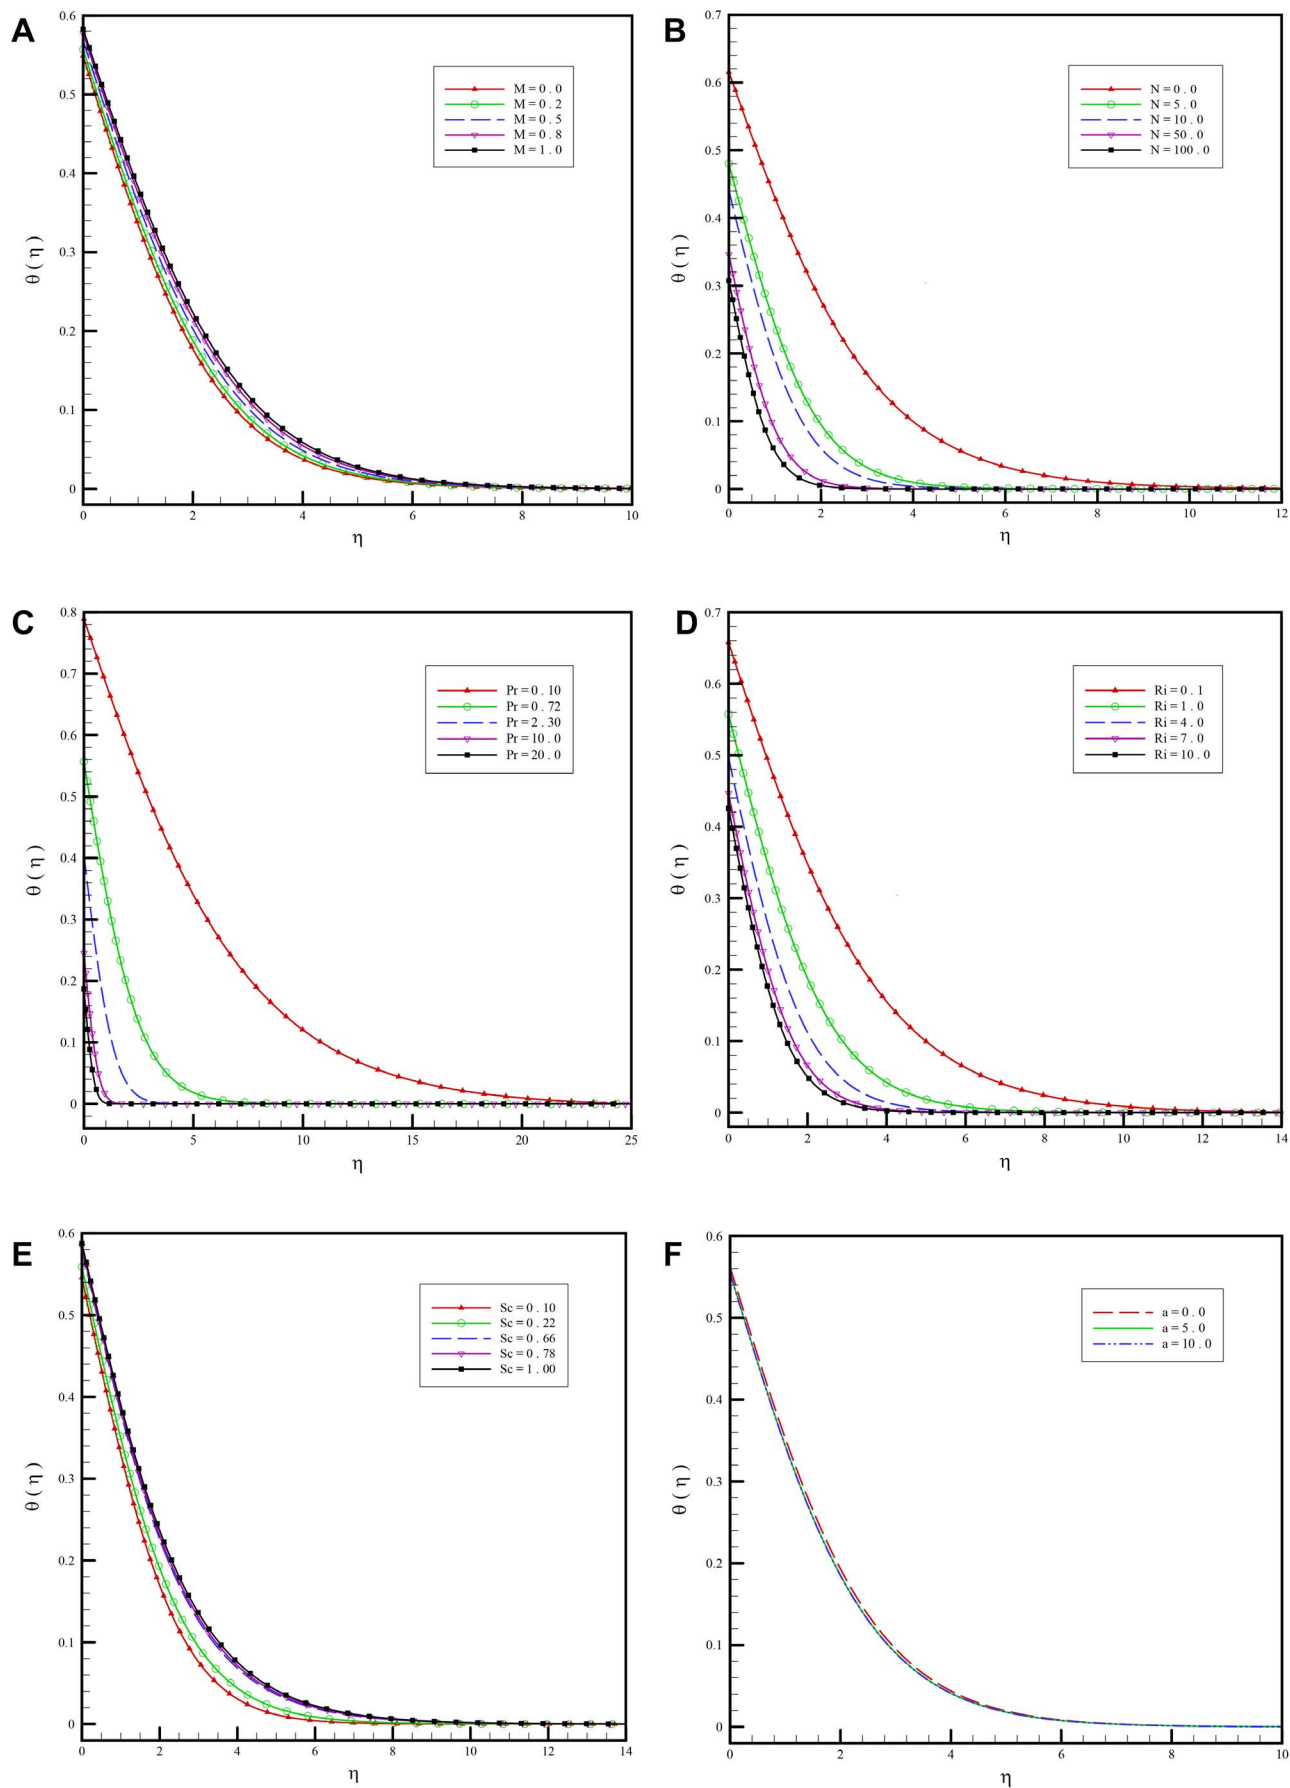 A
0.6
0.5
0.4
0.3
0.2
0.1
0
θ ( η )
M = 0 . 0
M = 0 . 2
M = 0 . 5
M = 0 . 8
M = 1 . 0
0 2 4 6 8 10
η
B
0.7
0.6
0.5
0.4
0.3
0.2
0.1
0
θ ( η )
N = 0 . 0
N = 5 . 0
N = 10 . 0
N = 50 . 0
N = 100 . 0
0 2 4 6 8 10 12
η
C
0.8
0.7
0.6
0.5
0.4
0.3
0.2
0.1
0
θ ( η )
Pr = 0 . 10
Pr = 0 . 72
Pr = 2 . 30
Pr = 10 . 0
Pr = 20 . 0
0 5 10 15 20 25
η
D
0.7
0.6
0.5
0.4
0.3
0.2
0.1
0
θ ( η )
Ri = 0 . 1
Ri = 1 . 0
Ri = 4 . 0
Ri = 7 . 0
Ri = 10 . 0
0 2 4 6 8 10 12 14
η
E
0.6
0.5
0.4
0.3
0.2
0.1
0
θ ( η )
Sc = 0 . 10
Sc = 0 . 22
Sc = 0 . 66
Sc = 0 . 78
Sc = 1 . 00
0 2 4 6 8 10 12 14
η
F
0.6
0.5
0.4
0.3
0.2
0.1
0
θ ( η )
a = 0 . 0
a = 5 . 0
a = 10 . 0
0 2 4 6 8 10
η